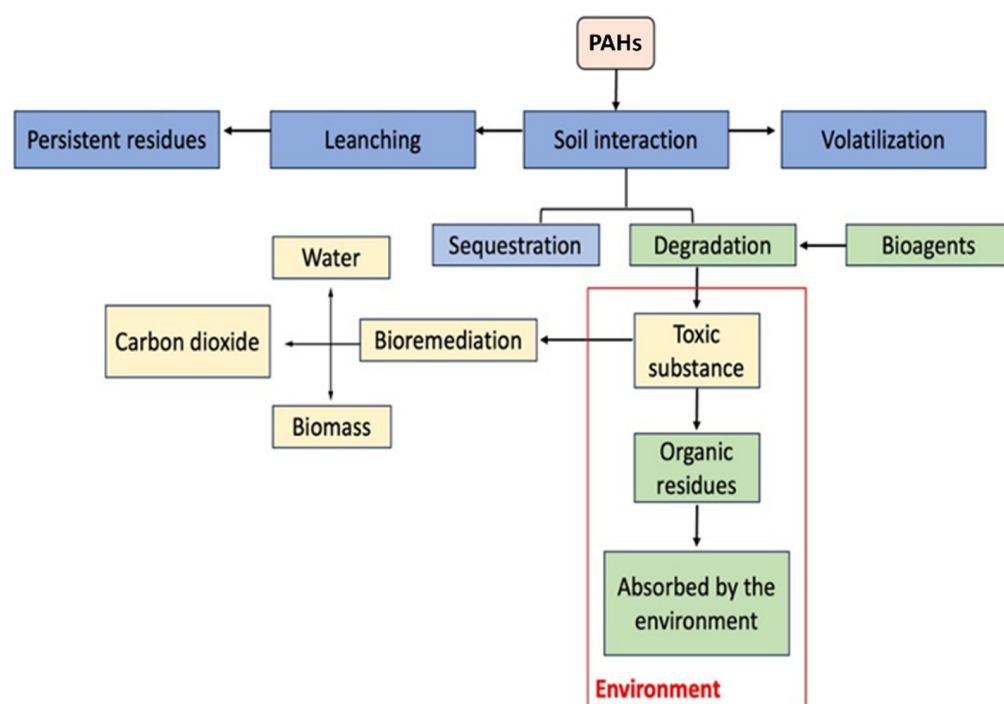 PAHs
Persistent residues
Leanching
Soil interaction
Volatilization
Sequestration
Degradation
Bioagents
Water
Carbon dioxide
Bioremediation
Toxic
substance
Biomass
Organic
residues
Absorbed by the
environment
Environment